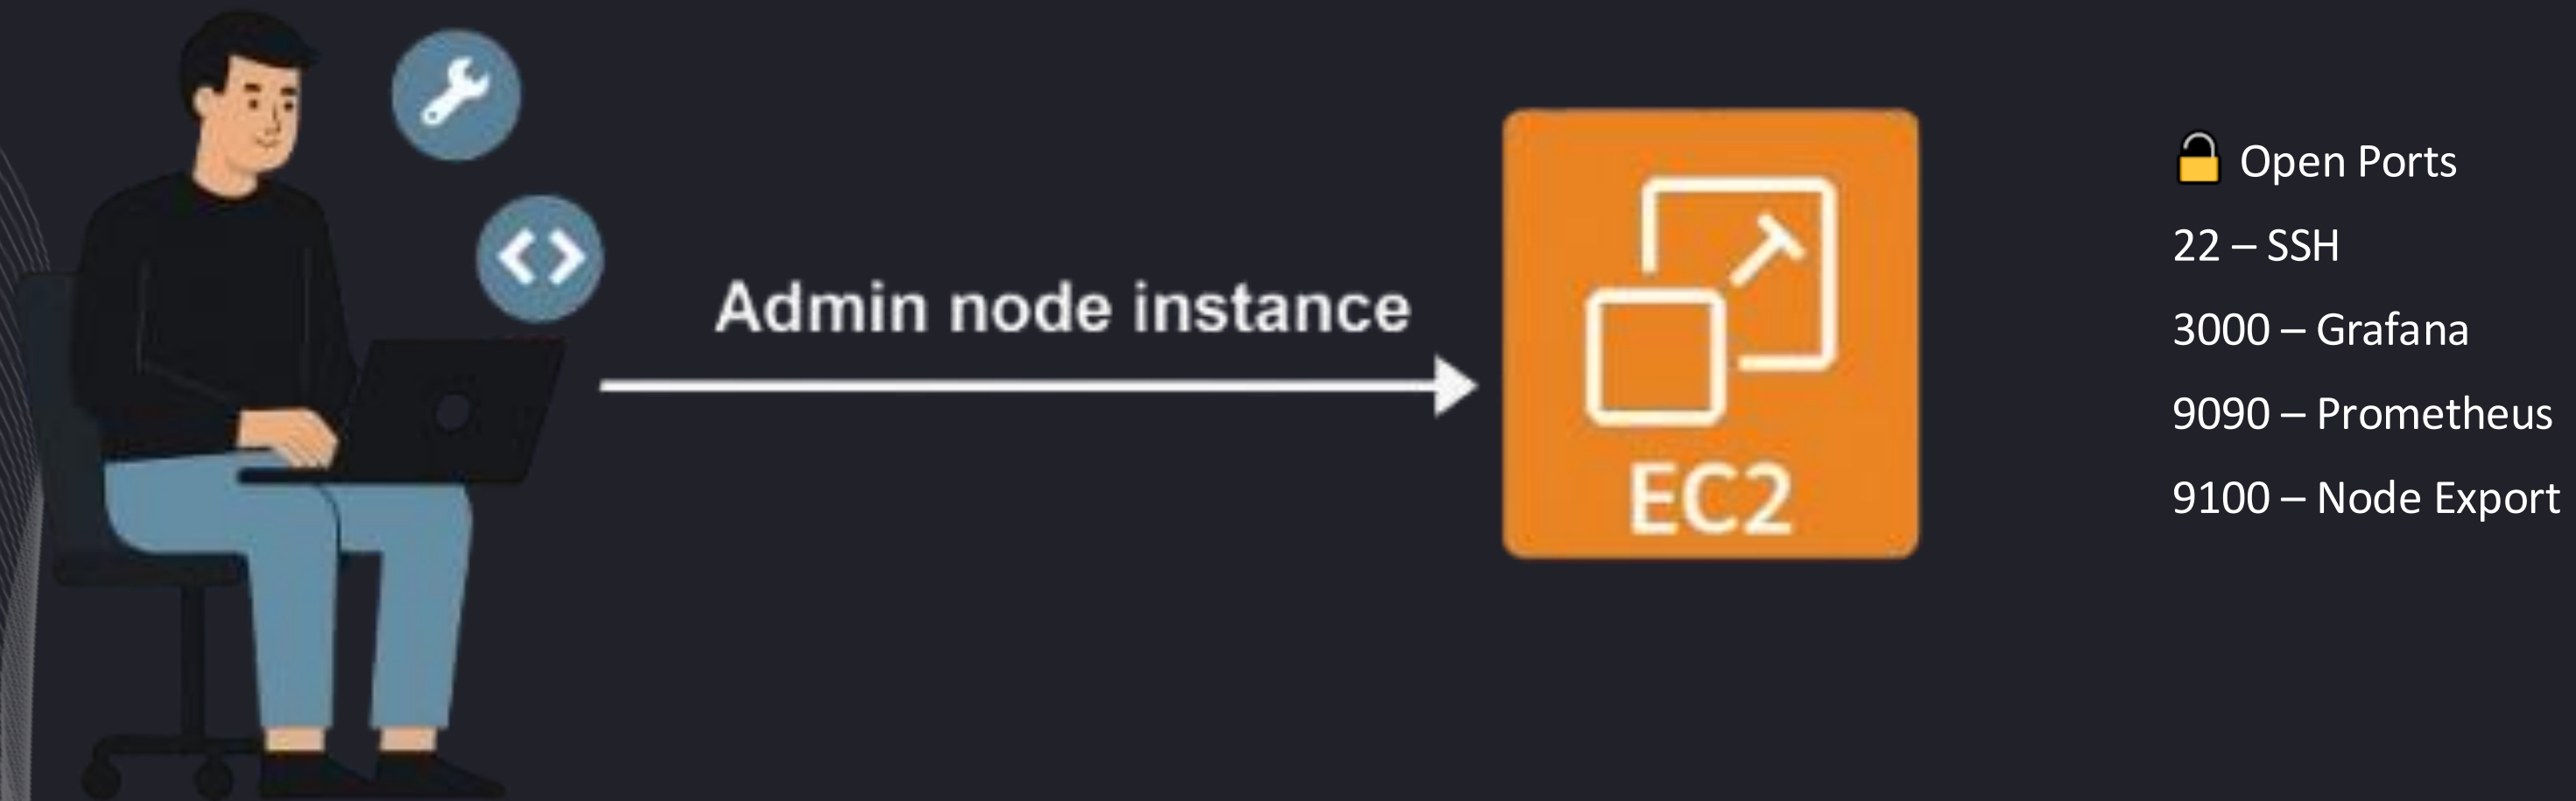 Admin node instance
EC2
🔓 Open Ports
22 – SSH
3000 – Grafana
9090 – Prometheus
9100 – Node Export